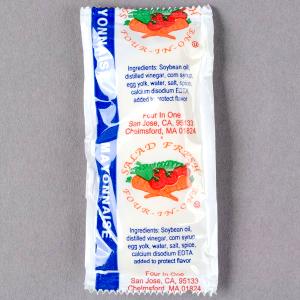 YONNAISE
MAYONNAISE
SALAD FRESH
FOUR-IN-ONE
Ingredients: Soybean oil,
distilled vinegar, corn syrup,
egg yolk, water, salt, spice,
calcium disodium EDTA
added to protect flavor
Four In One
San Jose, CA. 95133
Chelmsford, MA 01824
SALAD FRESH
FOUR-IN-ONE
Ingredients: Soybean oil,
distilled vinegar, corn syrup
egg yolk, water, salt, spice,
calcium disodium EDTA
added to protect flavor
Four In One
San Jose, CA. 95133
Chelmsford, MA 01824